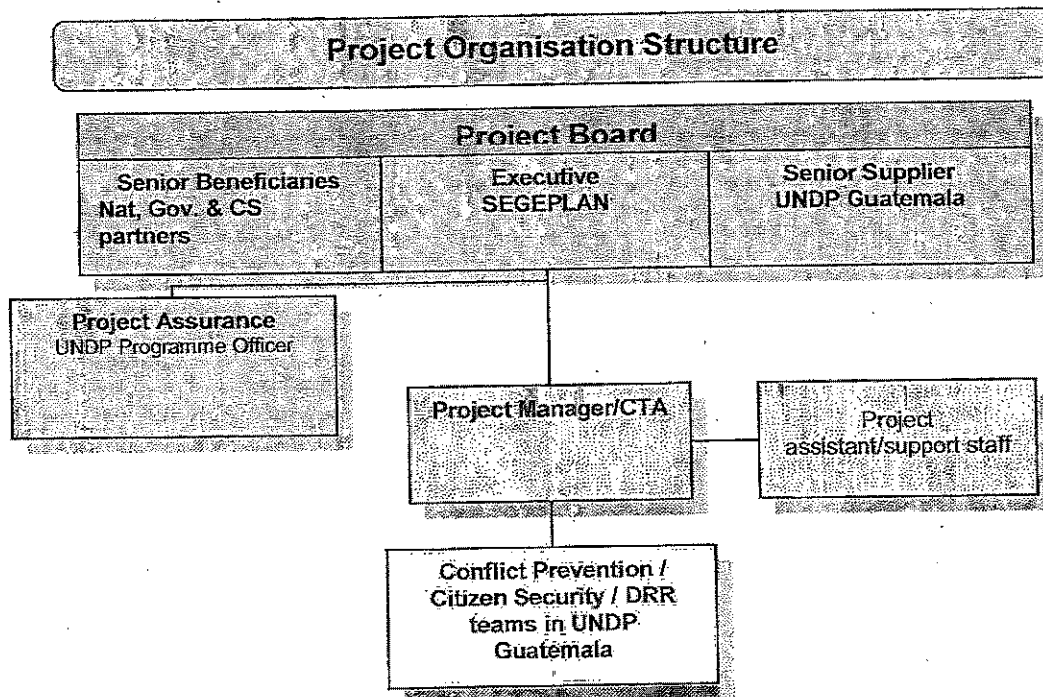 Project Organisation Structure
Project Board
Senior Beneficiaries
Nat, Gov. & CS
partners
Executive
SEGEPLAN
Senior Supplier
UNDP Guatemala
Project Assurance
UNDP Programme Officer
Project Manager/CTA
Project
assistant/support staff
Conflict Prevention /
Citizen Security / DRR
teams in UNDP
Guatemala